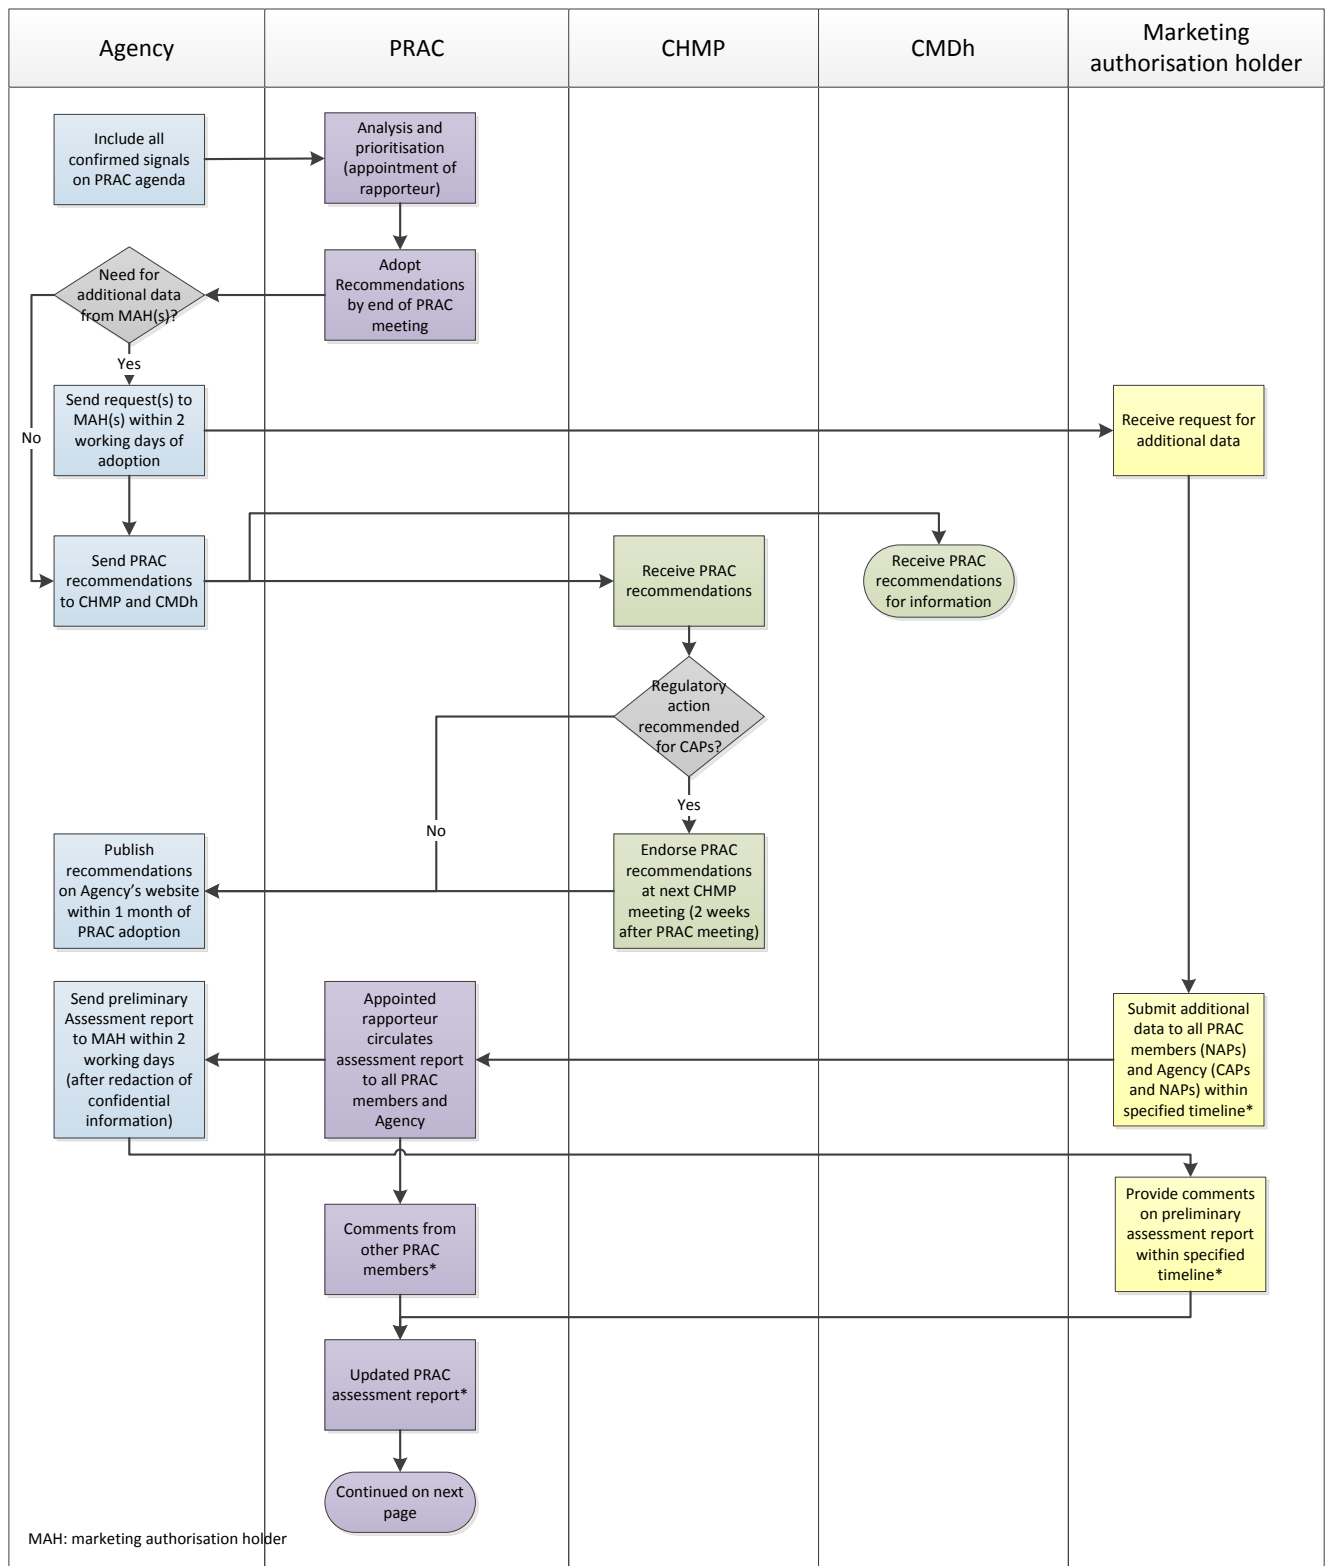 Agency
PRAC
CHMP
CMDh
Marketing
authorisation holder
Include all
confirmed signals
on PRAC agenda
Analysis and
prioritisation
(appointment of
rapporteur)
Need for
additional data
from MAH(s)?
Adopt
Recommendations
by end of PRAC
meeting
Yes
No
Send request(s) to
MAH(s) within 2
working days of
adoption
Receive request for
additional data
Send PRAC
recommendations
to CHMP and CMDh
Receive PRAC
recommendations
Receive PRAC
recommendations
for information
Regulatory
action
recommended
for CAPs?
Yes
No
Publish
recommendations
on Agency's website
within 1 month of
PRAC adoption
Endorse PRAC
recommendations
at next CHMP
meeting (2 weeks
after PRAC meeting)
Send preliminary
Assessment report
to MAH within 2
working days
(after redaction of
confidential
information)
Appointed
rapporteur
circulates
assessment report
to all PRAC
members and
Agency
Submit additional
data to all PRAC
members (NAPs)
and Agency (CAPs
and NAPs) within
specified timeline*
Comments from
other PRAC
members*
Provide comments
on preliminary
assessment report
within specified
timeline*
Updated PRAC
assessment report*
Continued on next
page
MAH: marketing authorisation holder